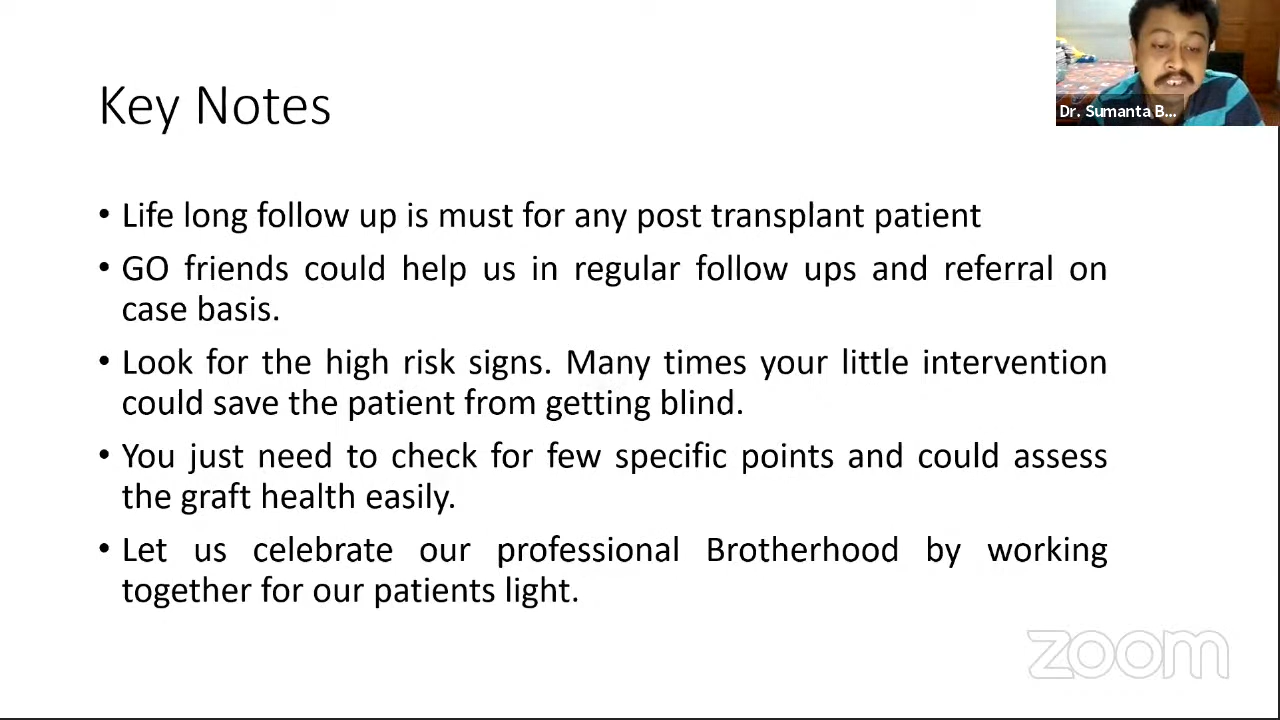 Key Notes
Dr. Sumanta B...
• Life long follow up is must for any post transplant patient
• GO friends could help us in regular follow ups and referral on
case basis.
• Look for the high risk signs. Many times your little intervention
could save the patient from getting blind.
• You just need to check for few specific points and could assess
the graft health easily.
• Let us celebrate our professional Brotherhood by working
together for our patients light.
zoom